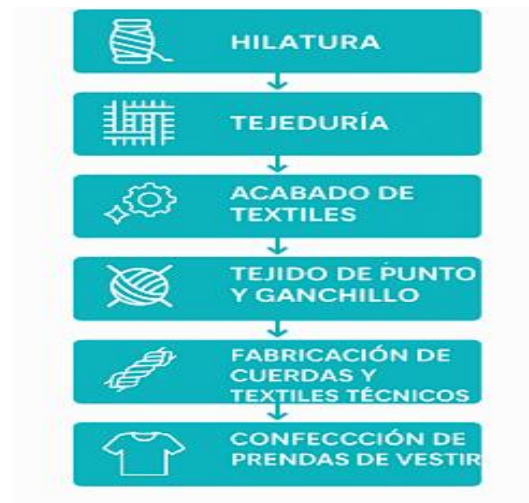 HILATURA
TEJEDURÍA
ACABADO DE
TEXTILES
TEJIDO DE PUNTO
Y GANCHILLO
FABRICACIÓN DE
CUERDAS Y
TEXTILES TÉCNICOS
CONFECCCIÓN DE
PRENDAS DE VESTIR